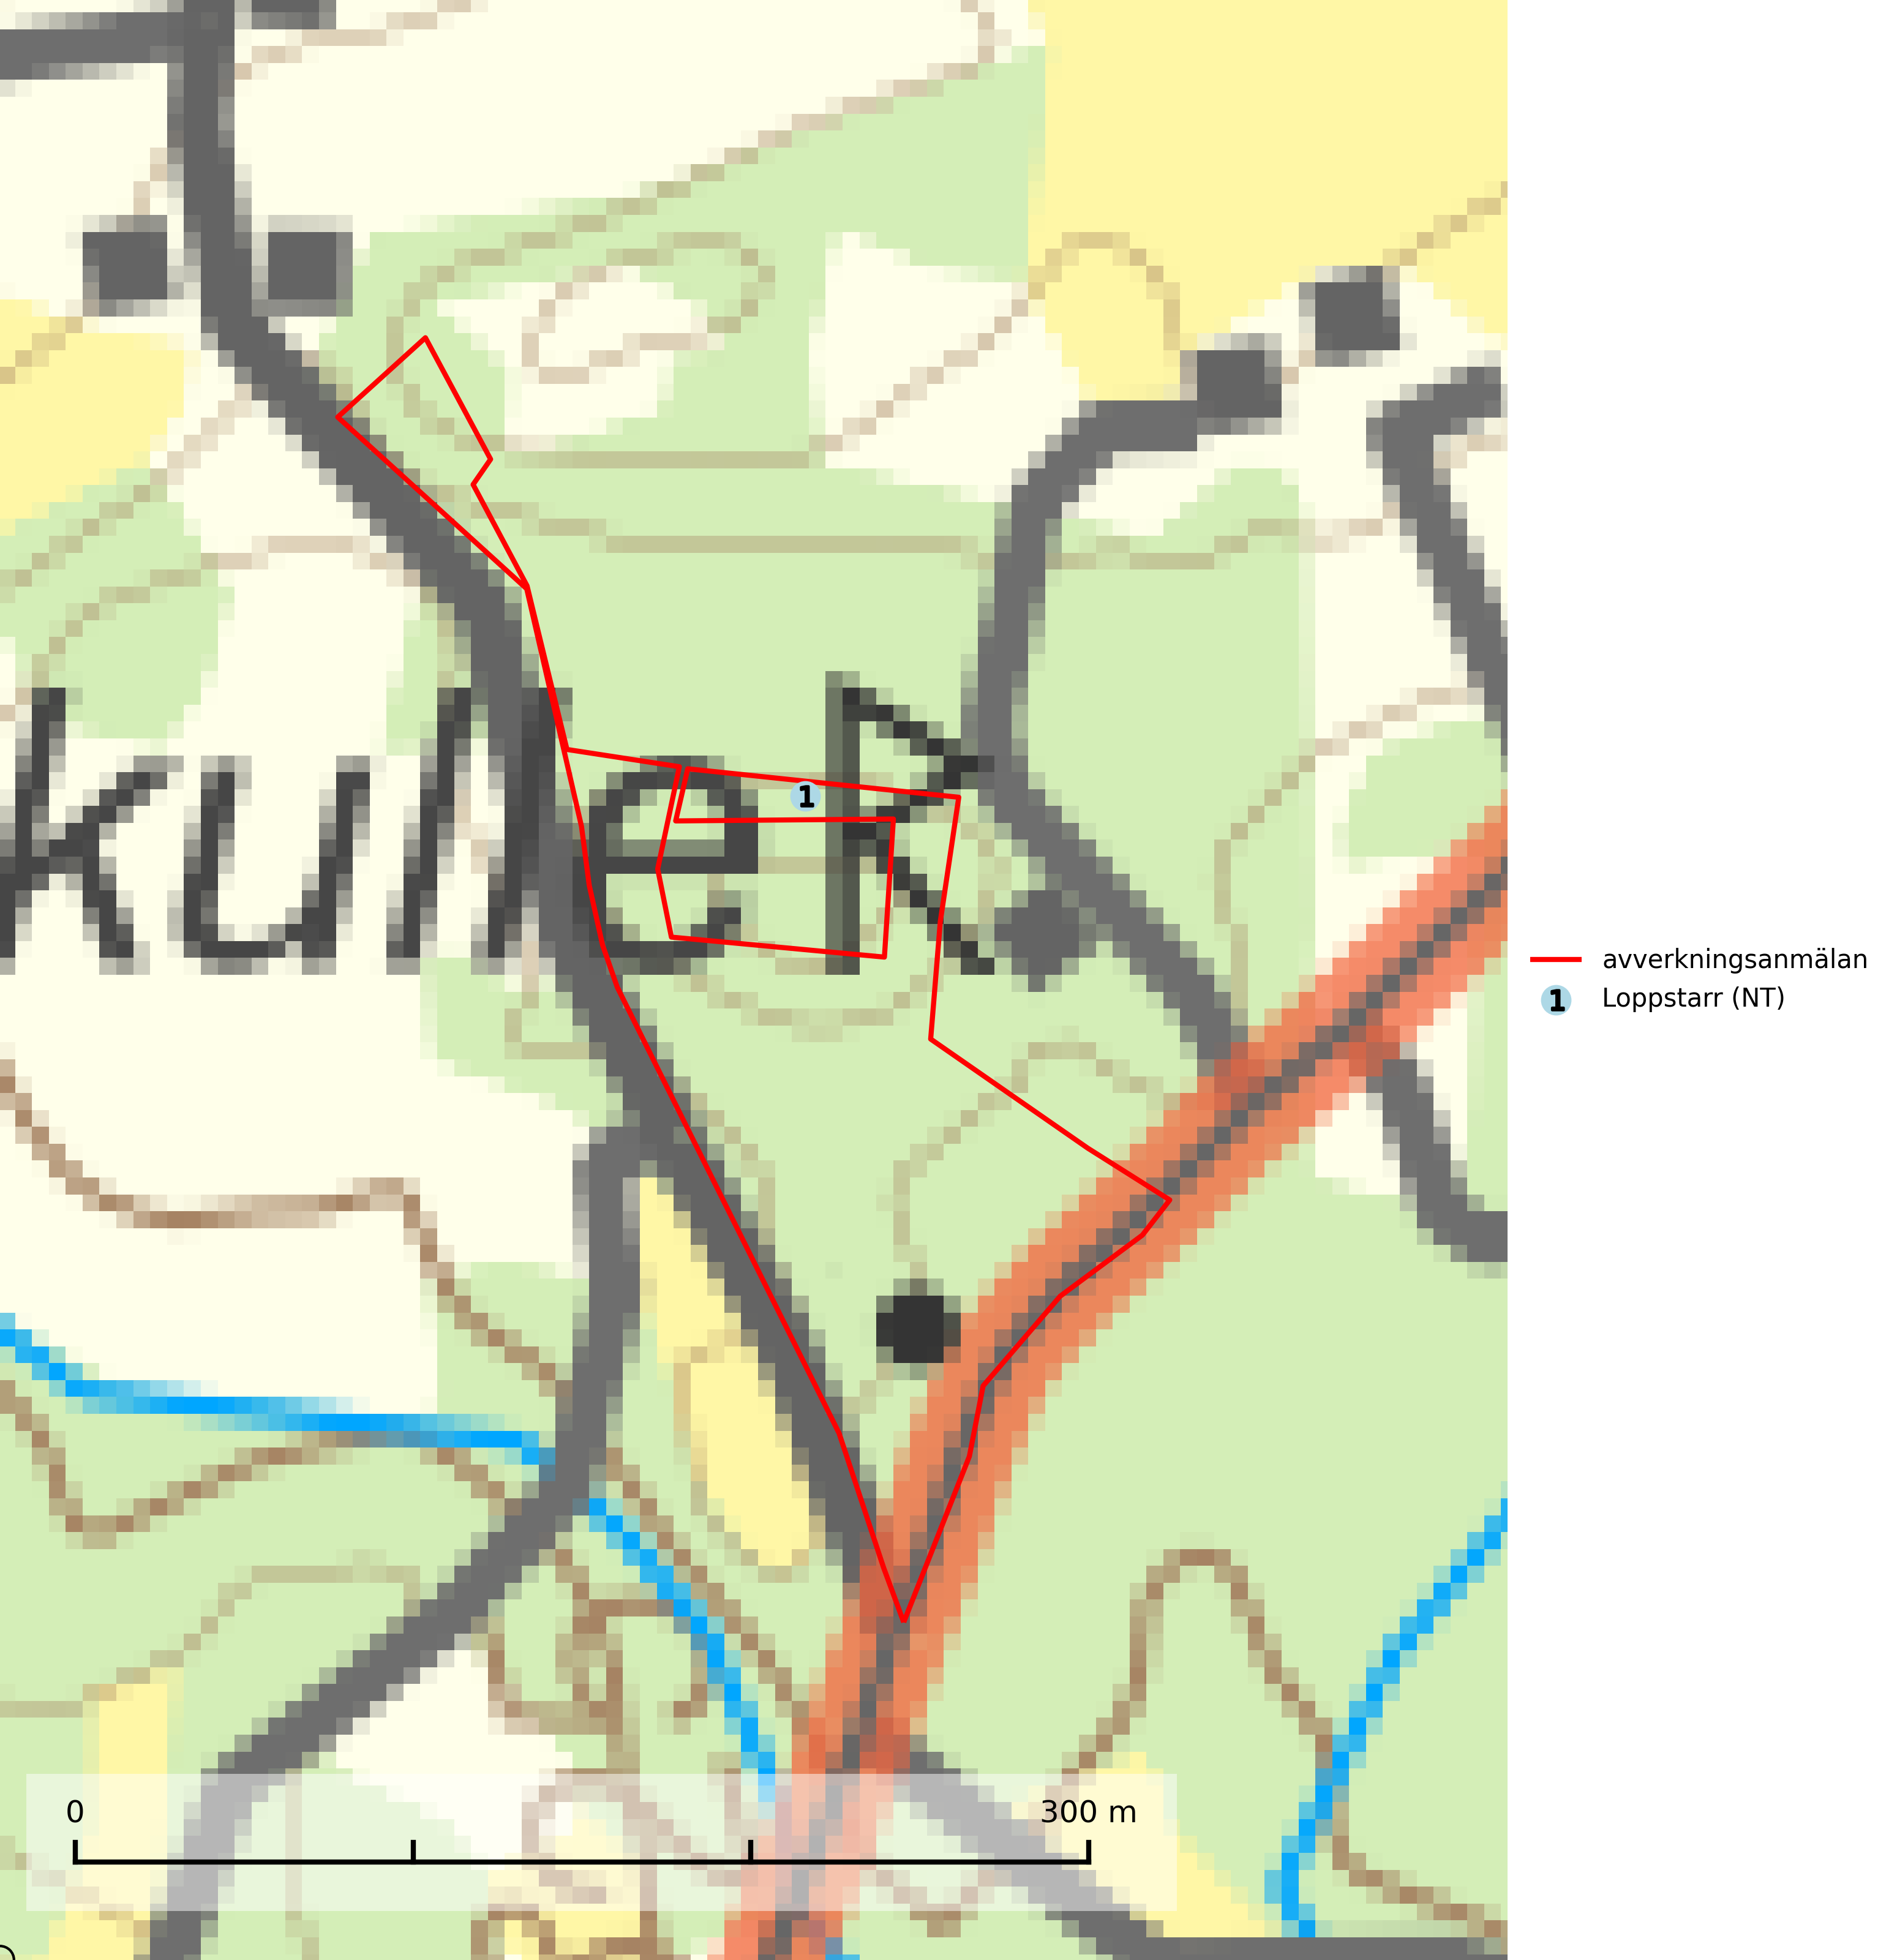 1
avverkningsanmälan
1 Loppstarr (NT)
0 300 m